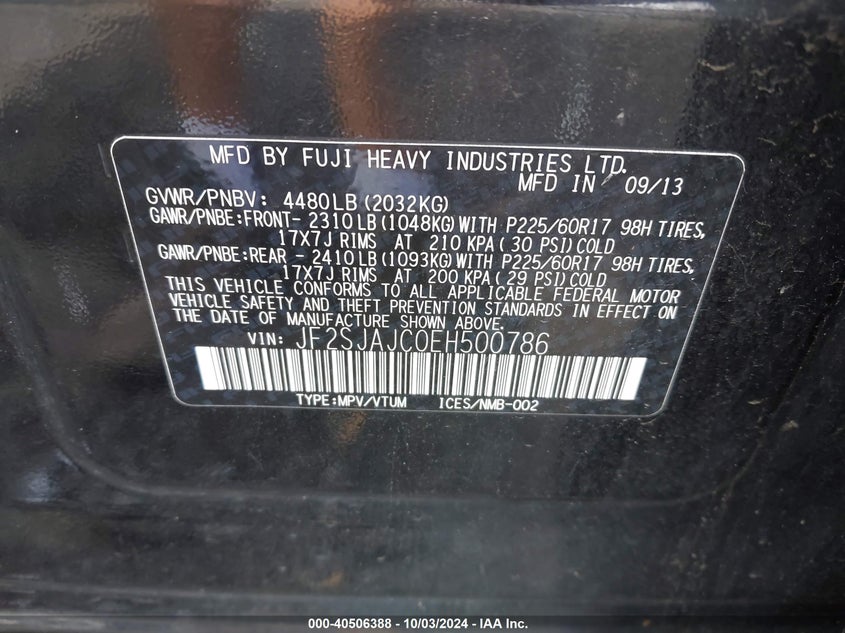 MFD BY FUJI HEAVY INDUSTRIES LTD.
MFD IN 09/13
GVWR/PNBV: 4480LB (2032KG)
GAWR/PNBE:FRONT- 2310LB (1048KG) WITH P225/60R17 98H TIRES,
17X7J RIMS AT 210 KPA ( 30 PSI) COLD
GAWR/PNBE:REAR - 2410LB (1093KG) WITH P225/60R17 98H TIRES,
17X7J RIMS AT 200 KPA ( 29 PSI) COLD
THIS VEHICLE CONFORMS TO ALL APPLICABLE FEDERAL MOTOR
VEHICLE SAFETY AND THEFT PREVENTION STANDARDS IN EFFECT ON
THE DATE OF MANUFACTURE SHOWN ABOVE.
VIN: JF2SJAJC0EH500786
TYPE:MPV/VTUM ICES/NMB-002
000-40506388 - 10/03/2024 - IAA Inc.